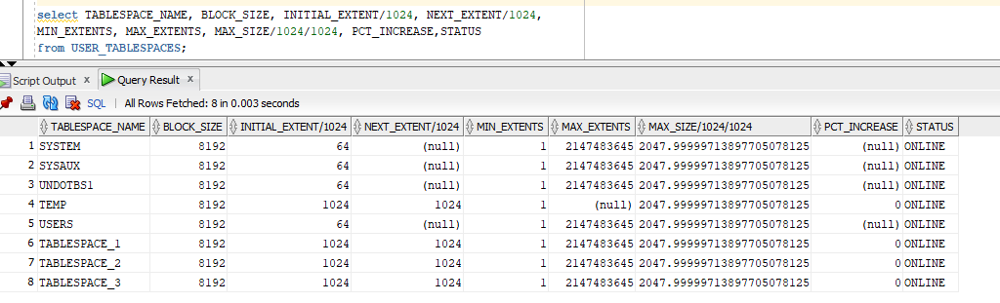 select TABLESPACE_NAME, BLOCK_SIZE, INITIAL_EXTENT/1024, NEXT_EXTENT/1024,
MIN_EXTENTS, MAX_EXTENTS, MAX_SIZE/1024/1024, PCT_INCREASE,STATUS
from USER_TABLESPACES;
Script Output x Query Result x
SQL | All Rows Fetched: 8 in 0.003 seconds
TABLESPACE_NAME BLOCK_SIZE INITIAL_EXTENT/1024 NEXT_EXTENT/1024 MIN_EXTENTS MAX_EXTENTS MAX_SIZE/1024/1024 PCT_INCREASE STATUS
1 SYSTEM 8192 64 (null) 1 2147483645 2047.99999713897705078125 (null) ONLINE
2 SYSAUX 8192 64 (null) 1 2147483645 2047.99999713897705078125 (null) ONLINE
3 UNDOTBS1 8192 64 (null) 1 2147483645 2047.99999713897705078125 (null) ONLINE
4 TEMP 8192 1024 1024 1 (null) 2047.99999713897705078125 0 ONLINE
5 USERS 8192 64 (null) 1 2147483645 2047.99999713897705078125 (null) ONLINE
6 TABLESPACE_1 8192 1024 1024 1 2147483645 2047.99999713897705078125 0 ONLINE
7 TABLESPACE_2 8192 1024 1024 1 2147483645 2047.99999713897705078125 0 ONLINE
8 TABLESPACE_3 8192 1024 1024 1 2147483645 2047.99999713897705078125 0 ONLINE